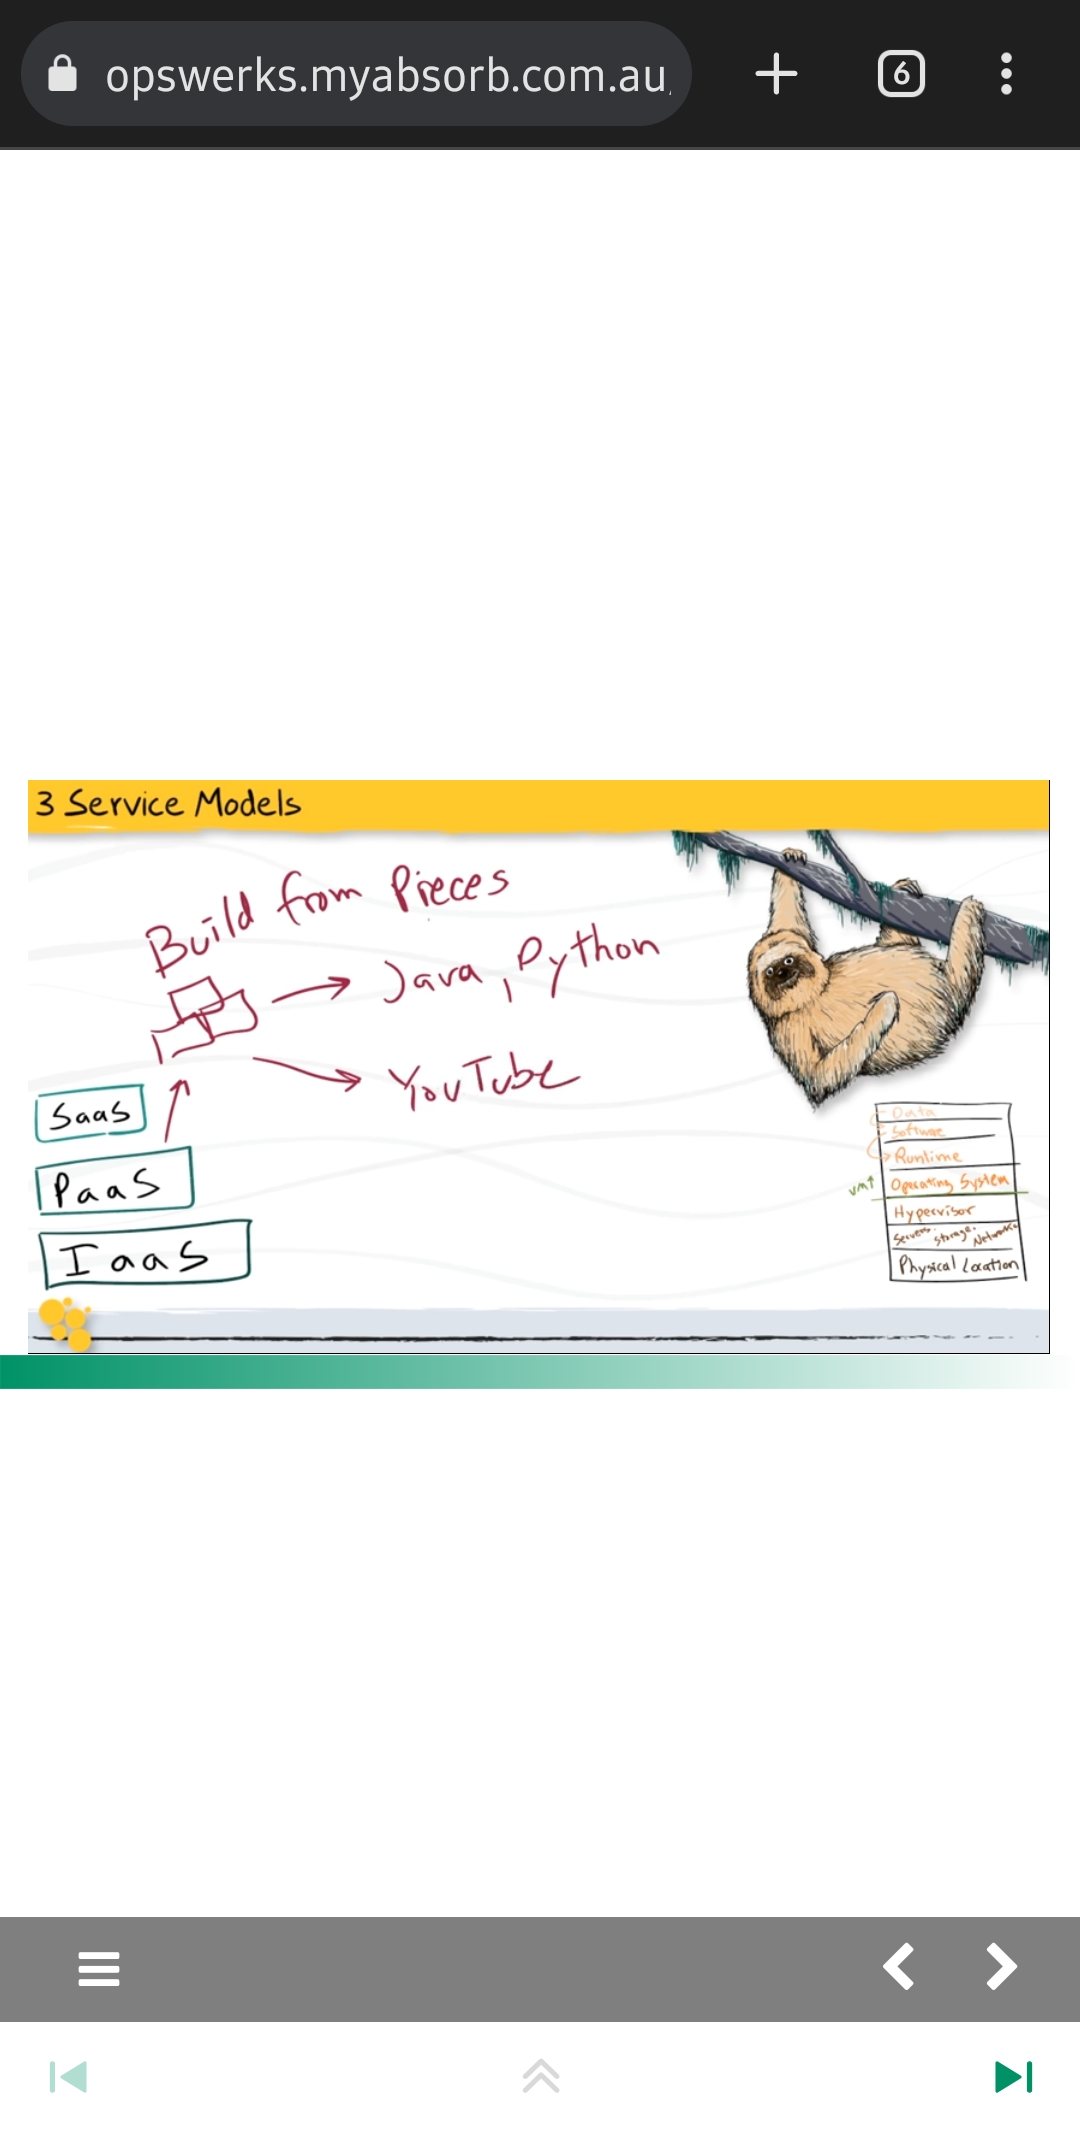 opswerks.myabsorb.com.au
6
3 Service Models
Build from Pieces
Java, Python
YouTube
SaaS
PaaS
IaaS
Data
Software
Runtime
VM↑
Operating System
Hypervisor
Servers. Storage. Network
Physical Location